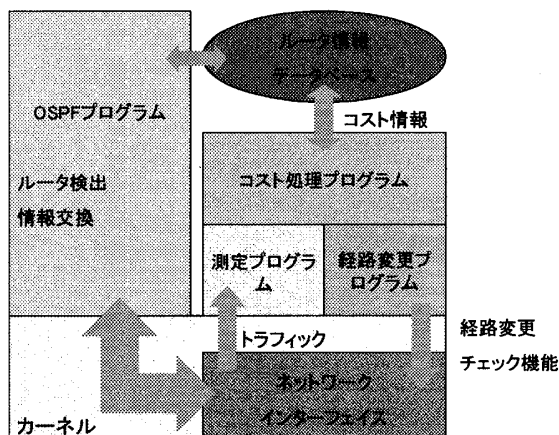 ルータ情報
データベース
OSPFプログラム
コスト情報
ルータ検出
情報交換
コスト処理プログラム
測定プログラ
ム
経路変更プ
ログラム
トラフィック
経路変更
チェック機能
ネットワーク
インターフェイス
カーネル